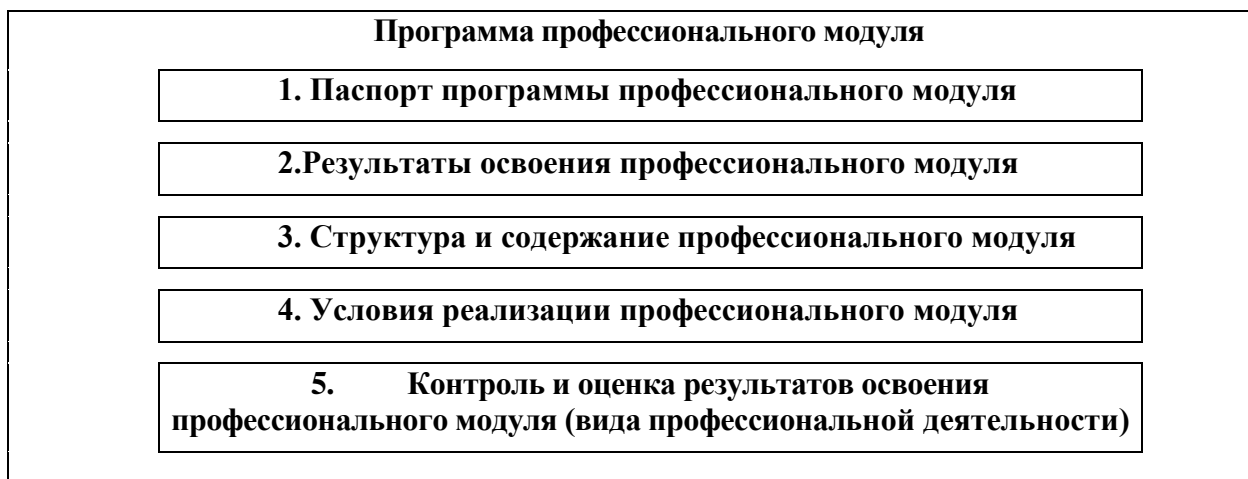 Программа профессионального модуля
1. Паспорт программы профессионального модуля
2.Результаты освоения профессионального модуля
3. Структура и содержание профессионального модуля
4. Условия реализации профессионального модуля
5. Контроль и оценка результатов освоения
профессионального модуля (вида профессиональной деятельности)